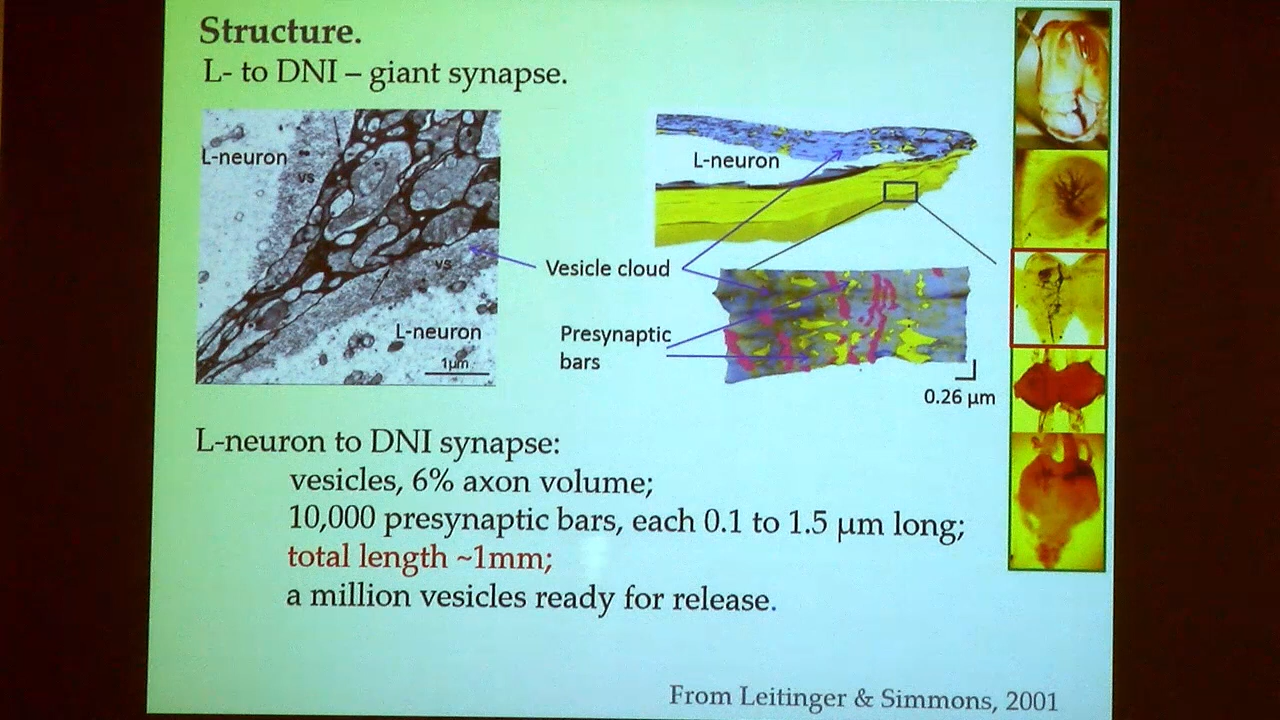 Structure.
L- to DNI – giant synapse.
L-neuron
vs
vs
L-neuron
1µm
L-neuron
Vesicle cloud
Presynaptic
bars
0.26 µm
L-neuron to DNI synapse:
vesicles, 6% axon volume;
10,000 presynaptic bars, each 0.1 to 1.5 µm long;
total length ~1mm;
a million vesicles ready for release.
From Leitinger & Simmons, 2001